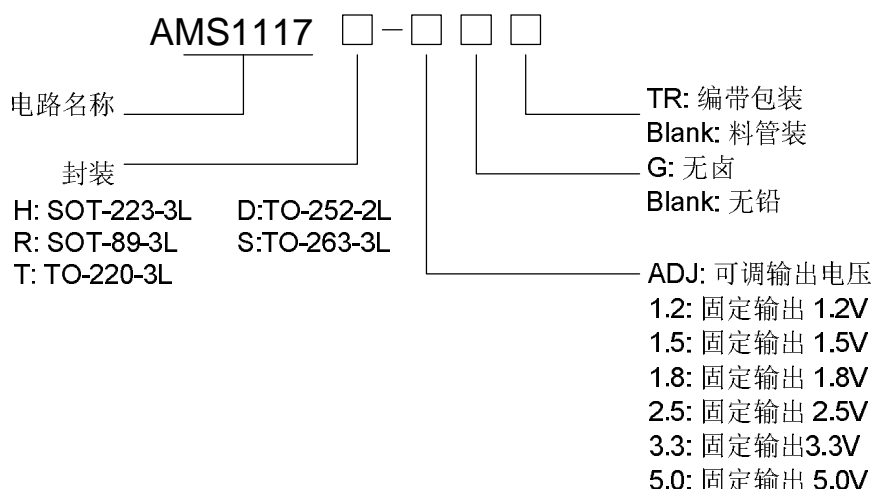 AMS1117 □-□□□
电路名称
封装
H: SOT-223-3L D:TO-252-2L
R: SOT-89-3L S:TO-263-3L
T: TO-220-3L
TR: 编带包装
Blank: 料管装
G: 无卤
Blank: 无铅
ADJ: 可调输出电压
1.2: 固定输出 1.2V
1.5: 固定输出 1.5V
1.8: 固定输出 1.8V
2.5: 固定输出 2.5V
3.3: 固定输出3.3V
5.0: 固定输出 5.0V